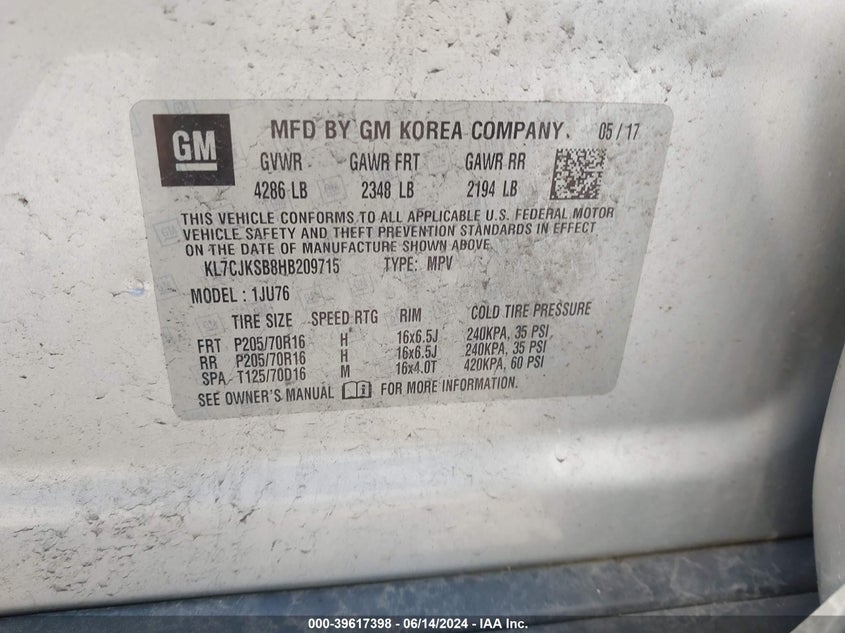 GM
MFD BY GM KOREA COMPANY. 05/17
GVWR GAWR FRT GAWR RR
4286 LB 2348 LB 2194 LB
THIS VEHICLE CONFORMS TO ALL APPLICABLE U.S. FEDERAL MOTOR
VEHICLE SAFETY AND THEFT PREVENTION STANDARDS IN EFFECT
ON THE DATE OF MANUFACTURE SHOWN ABOVE.
KL7CJKSB8HB209715 TYPE: MPV
MODEL : 1JU76
TIRE SIZE SPEED RTG RIM COLD TIRE PRESSURE
FRT P205/70R16 H 16x6.5J 240KPA, 35 PSI
RR P205/70R16 H 16x6.5J 240KPA, 35 PSI
SPA T125/70D16 M 16x4.0T 420KPA, 60 PSI
SEE OWNER'S MANUAL FOR MORE INFORMATION.
000-39617398 - 06/14/2024 - IAA Inc.